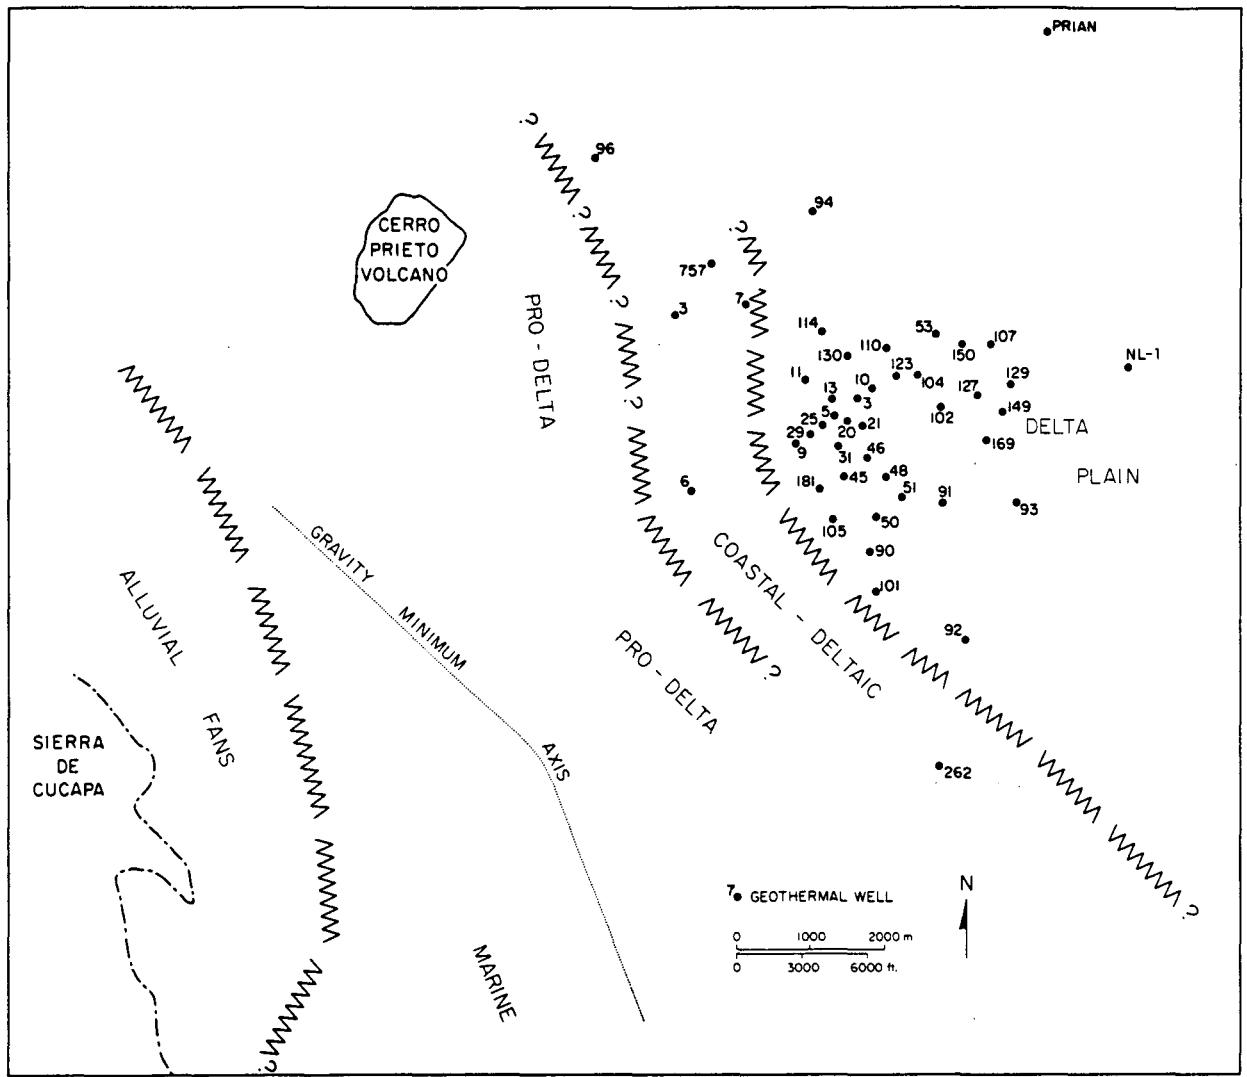 PRIAN
?
96
?
94
CERRO
PRIETO
VOLCANO
?
757
3
7
?
PRO-DELTA
114
53
107
110
150
130
NL-1
11
123
104
129
10
127
13
3
102
149
?
5
25
20
21
DELTA
29
9
31
46
169
PLAIN
6
181
45
48
51
91
93
105
50
GRAVITY
90
COASTAL - DELTAIC
ALLUVIAL
101
MINIMUM
92
PRO-DELTA
?
FANS
SIERRA
DE
CUCAPA
AXIS
262
7 GEOTHERMAL WELL
N
?
0 1000 2000 m
0 3000 6000 ft.
MARINE
?